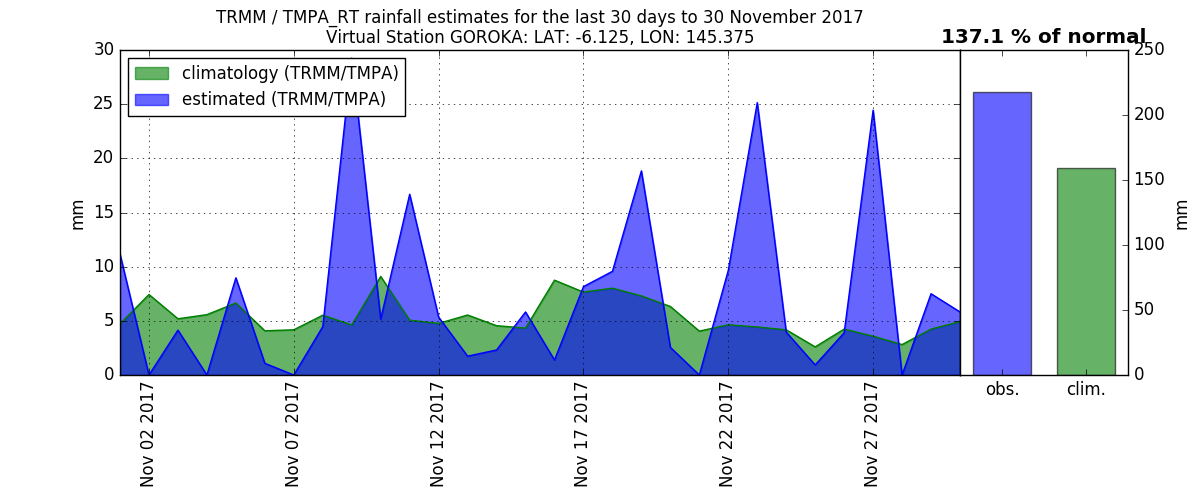 TRMM / TMPA_RT rainfall estimates for the last 30 days to 30 November 2017
Virtual Station GOROKA: LAT: -6.125, LON: 145.375
137.1 % of normal
climatology (TRMM/TMPA)
estimated (TRMM/TMPA)
30
25
20
15
10
5
0
mm
Nov 02 2017
Nov 07 2017
Nov 12 2017
Nov 17 2017
Nov 22 2017
Nov 27 2017
obs.
clim.
250
200
150
100
50
0
mm